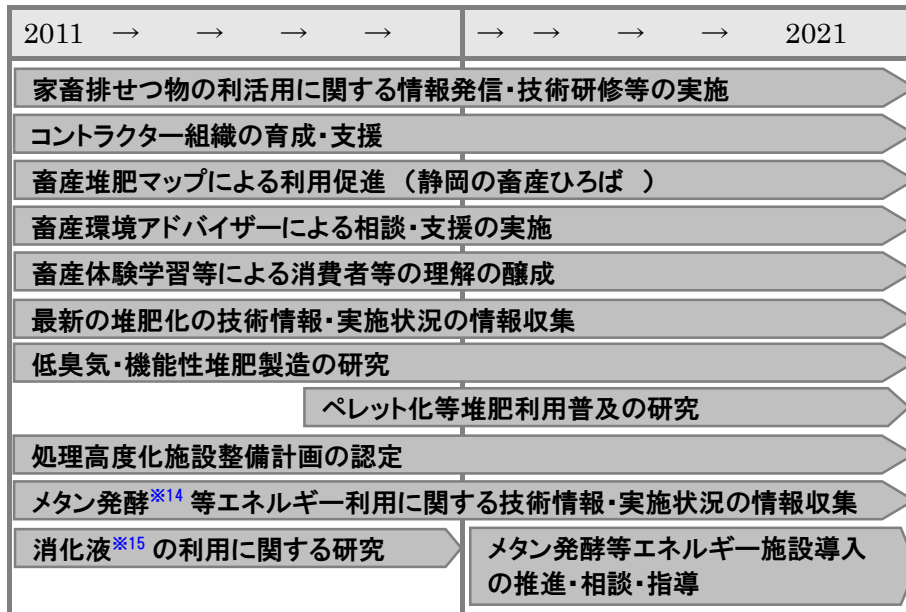 2011 → → → → → → → → 2021
家畜排せつ物の利活用に関する情報発信・技術研修等の実施
コントラクター組織の育成・支援
畜産堆肥マップによる利用促進 （静岡の畜産ひろば ）
畜産環境アドバイザーによる相談・支援の実施
畜産体験学習等による消費者等の理解の醸成
最新の堆肥化の技術情報・実施状況の情報収集
低臭気・機能性堆肥製造の研究
ペレット化等堆肥利用普及の研究
処理高度化施設整備計画の認定
メタン発酵※14 等エネルギー利用に関する技術情報・実施状況の情報収集
消化液※15 の利用に関する研究
メタン発酵等エネルギー施設導入
の推進・相談・指導